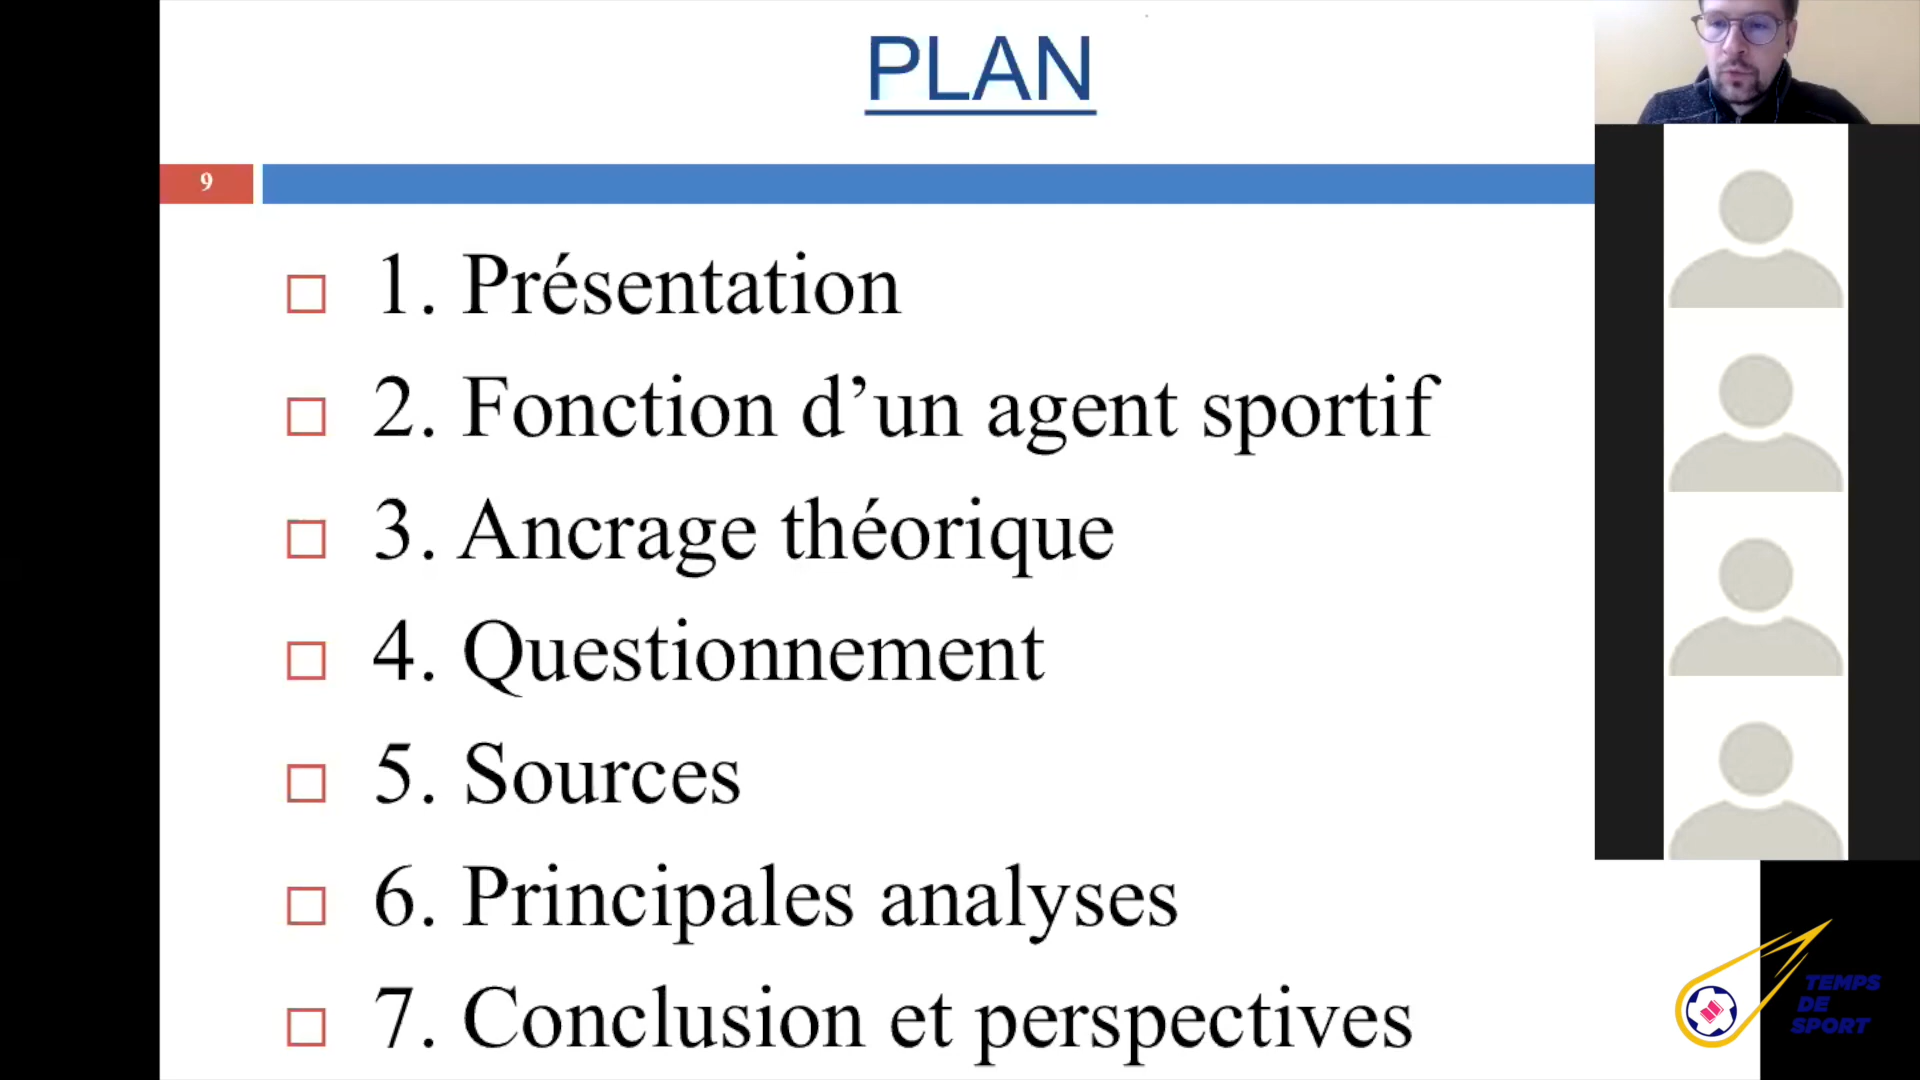 PLAN
9
1. Présentation
2. Fonction d’un agent sportif
3. Ancrage théorique
4. Questionnement
5. Sources
6. Principales analyses
7. Conclusion et perspectives
TEMPS
DE
SPORT